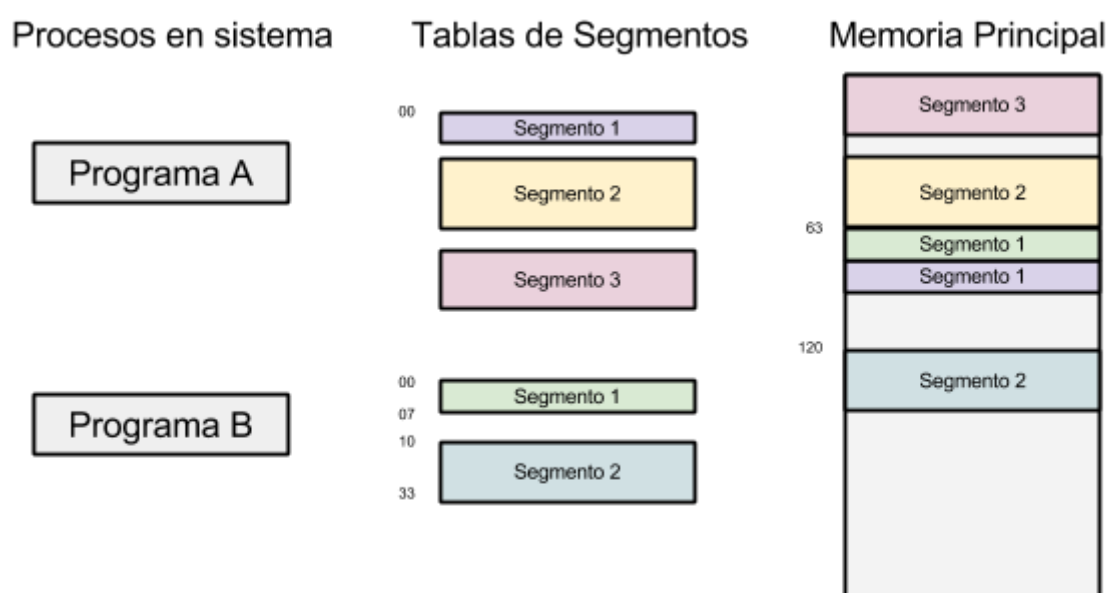 Procesos en sistema
Tablas de Segmentos
Memoria Principal
Programa A
00
Segmento 1
Segmento 2
Segmento 3
Programa B
00
Segmento 1
07
10
Segmento 2
33
Segmento 3
Segmento 2
63
Segmento 1
Segmento 1
120
Segmento 2